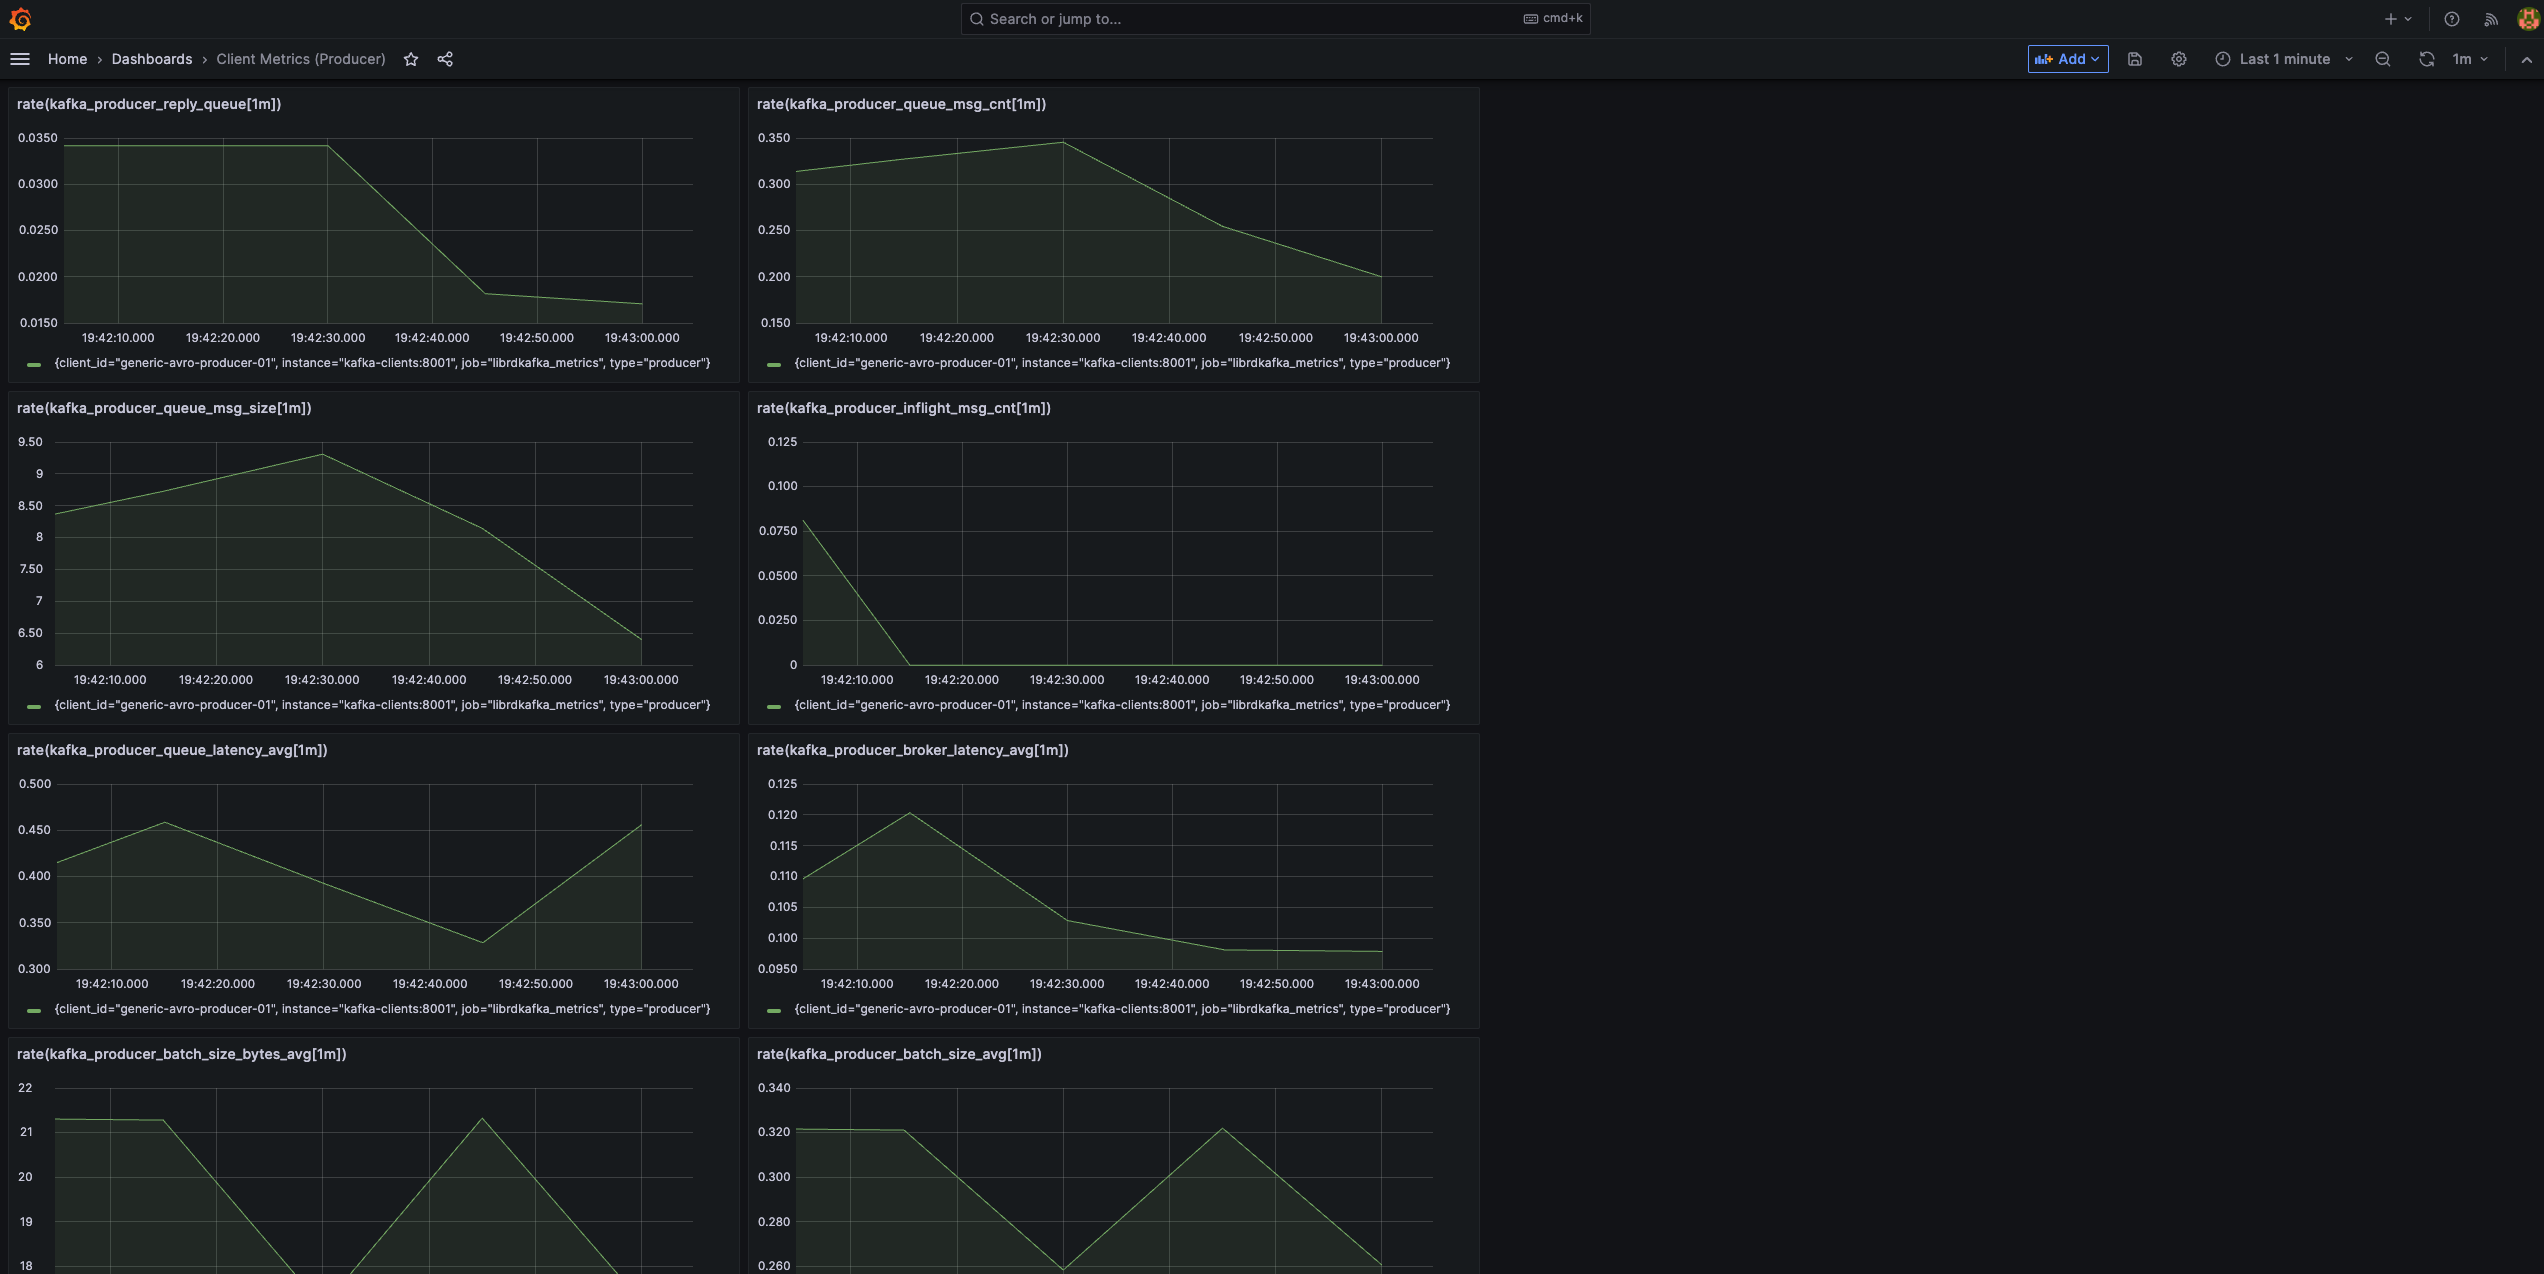 Search or jump to...
cmd+k
Home › Dashboards › Client Metrics (Producer)
Add
Last 1 minute
1m
rate(kafka_producer_reply_queue[1m])
0.0350
0.0300
0.0250
0.0200
0.0150
19:42:10.000 19:42:20.000 19:42:30.000 19:42:40.000 19:42:50.000 19:43:00.000
{client_id="generic-avro-producer-01", instance="kafka-clients:8001", job="librdkafka_metrics", type="producer"}
rate(kafka_producer_queue_msg_cnt[1m])
0.350
0.300
0.250
0.200
0.150
19:42:10.000 19:42:20.000 19:42:30.000 19:42:40.000 19:42:50.000 19:43:00.000
{client_id="generic-avro-producer-01", instance="kafka-clients:8001", job="librdkafka_metrics", type="producer"}
rate(kafka_producer_queue_msg_size[1m])
9.50
9
8.50
8
7.50
7
6.50
6
19:42:10.000 19:42:20.000 19:42:30.000 19:42:40.000 19:42:50.000 19:43:00.000
{client_id="generic-avro-producer-01", instance="kafka-clients:8001", job="librdkafka_metrics", type="producer"}
rate(kafka_producer_inflight_msg_cnt[1m])
0.125
0.100
0.0750
0.0500
0.0250
0
19:42:10.000 19:42:20.000 19:42:30.000 19:42:40.000 19:42:50.000 19:43:00.000
{client_id="generic-avro-producer-01", instance="kafka-clients:8001", job="librdkafka_metrics", type="producer"}
rate(kafka_producer_queue_latency_avg[1m])
0.500
0.450
0.400
0.350
0.300
19:42:10.000 19:42:20.000 19:42:30.000 19:42:40.000 19:42:50.000 19:43:00.000
{client_id="generic-avro-producer-01", instance="kafka-clients:8001", job="librdkafka_metrics", type="producer"}
rate(kafka_producer_broker_latency_avg[1m])
0.125
0.120
0.115
0.110
0.105
0.100
0.0950
19:42:10.000 19:42:20.000 19:42:30.000 19:42:40.000 19:42:50.000 19:43:00.000
{client_id="generic-avro-producer-01", instance="kafka-clients:8001", job="librdkafka_metrics", type="producer"}
rate(kafka_producer_batch_size_bytes_avg[1m])
22
21
20
19
18
rate(kafka_producer_batch_size_avg[1m])
0.340
0.320
0.300
0.280
0.260